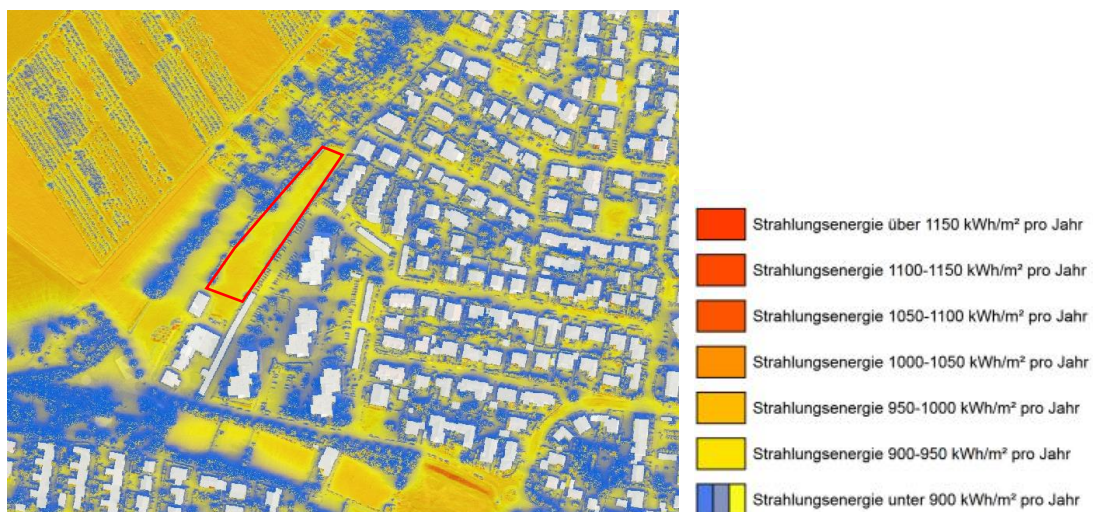 Strahlungsenergie über 1150 kWh/m² pro Jahr
Strahlungsenergie 1100-1150 kWh/m² pro Jahr
Strahlungsenergie 1050-1100 kWh/m² pro Jahr
Strahlungsenergie 1000-1050 kWh/m² pro Jahr
Strahlungsenergie 950-1000 kWh/m² pro Jahr
Strahlungsenergie 900-950 kWh/m² pro Jahr
Strahlungsenergie unter 900 kWh/m² pro Jahr